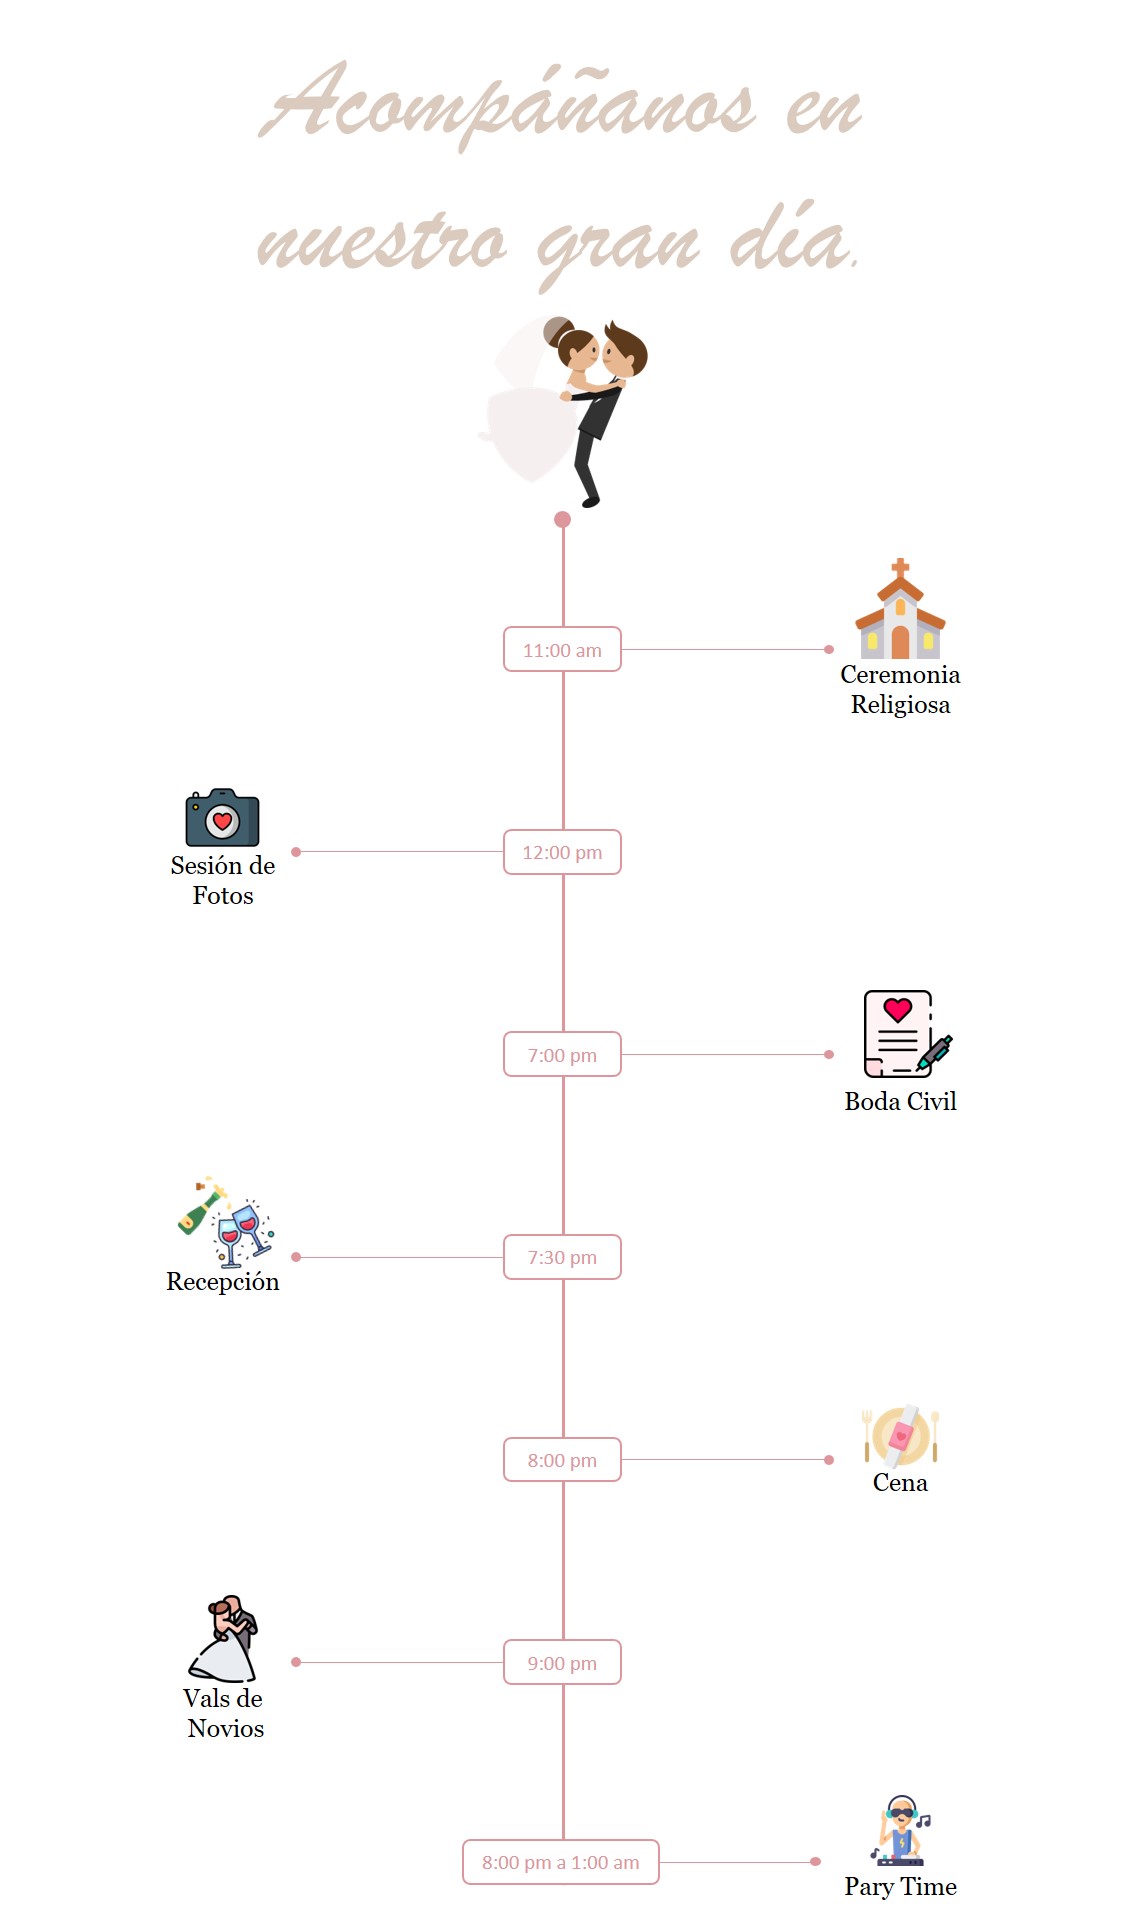 Acompáñanos en
nuestro gran día.
11:00 am
Ceremonia
Religiosa
12:00 pm
Sesión de
Fotos
7:00 pm
Boda Civil
7:30 pm
Recepción
8:00 pm
Cena
9:00 pm
Vals de
Novios
8:00 pm a 1:00 am
Pary Time